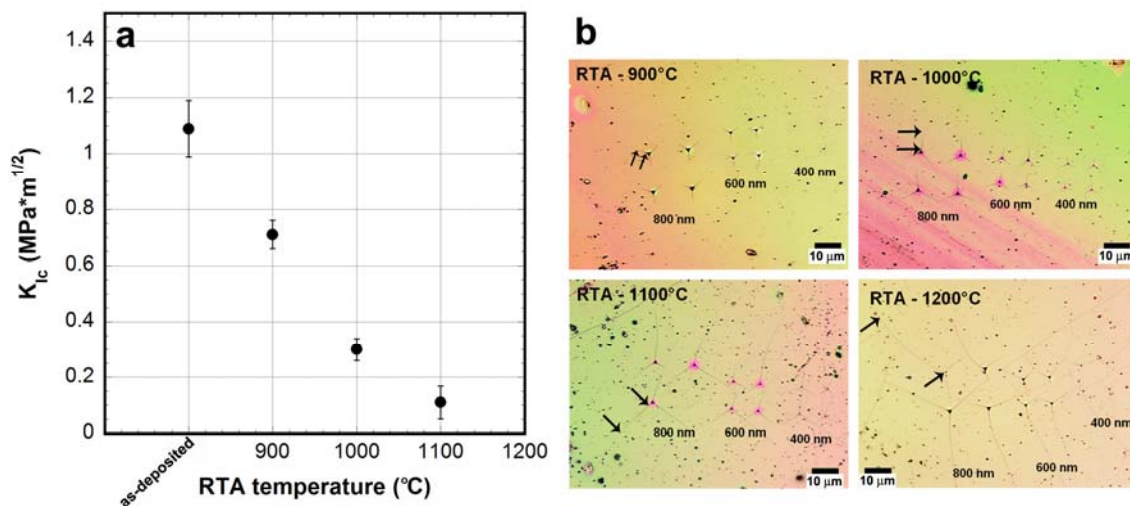 a
K_Ic (MPa*m^1/2)
1.4
1.2
1
0.8
0.6
0.4
0.2
0
as-deposited
900
1000
1100
1200
RTA temperature (°C)
b
RTA - 900°C
800 nm
600 nm
400 nm
10 µm
RTA - 1000°C
800 nm
600 nm
400 nm
10 µm
RTA - 1100°C
800 nm
600 nm
400 nm
10 µm
RTA - 1200°C
800 nm
600 nm
400 nm
10 µm